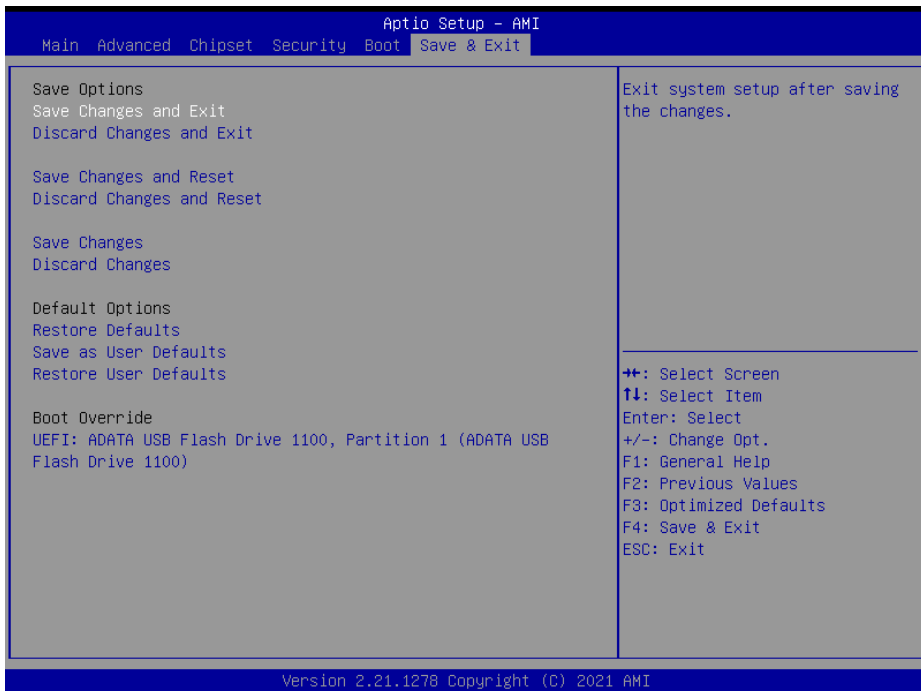 Aptio Setup - AMI
Main Advanced Chipset Security Boot Save & Exit
Save Options
Save Changes and Exit
Discard Changes and Exit
Save Changes and Reset
Discard Changes and Reset
Save Changes
Discard Changes
Default Options
Restore Defaults
Save as User Defaults
Restore User Defaults
Boot Override
UEFI: ADATA USB Flash Drive 1100, Partition 1 (ADATA USB
Flash Drive 1100)
Exit system setup after saving
the changes.
→←: Select Screen
↑↓: Select Item
Enter: Select
+/-: Change Opt.
F1: General Help
F2: Previous Values
F3: Optimized Defaults
F4: Save & Exit
ESC: Exit
Version 2.21.1278 Copyright (C) 2021 AMI